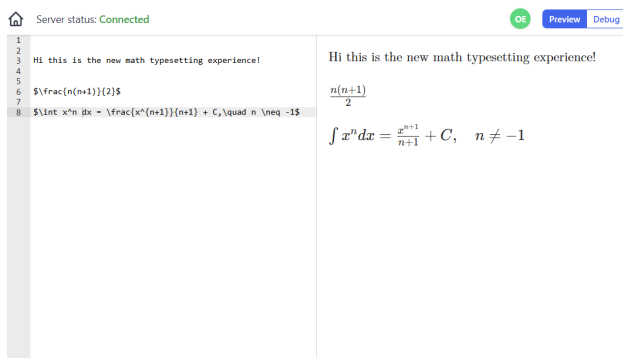 Server status: Connected
OE
Preview
Debug
1
2
3 Hi this is the new math typesetting experience!
4
5
6 $\frac{n(n+1)}{2}$
7
8 $\int x^n dx = \frac{x^{n+1}}{n+1} + C,\quad n \neq -1$
Hi this is the new math typesetting experience!
n(n+1)
2
∫ xⁿdx = xⁿ⁺¹/n+1 + C, n ≠ −1